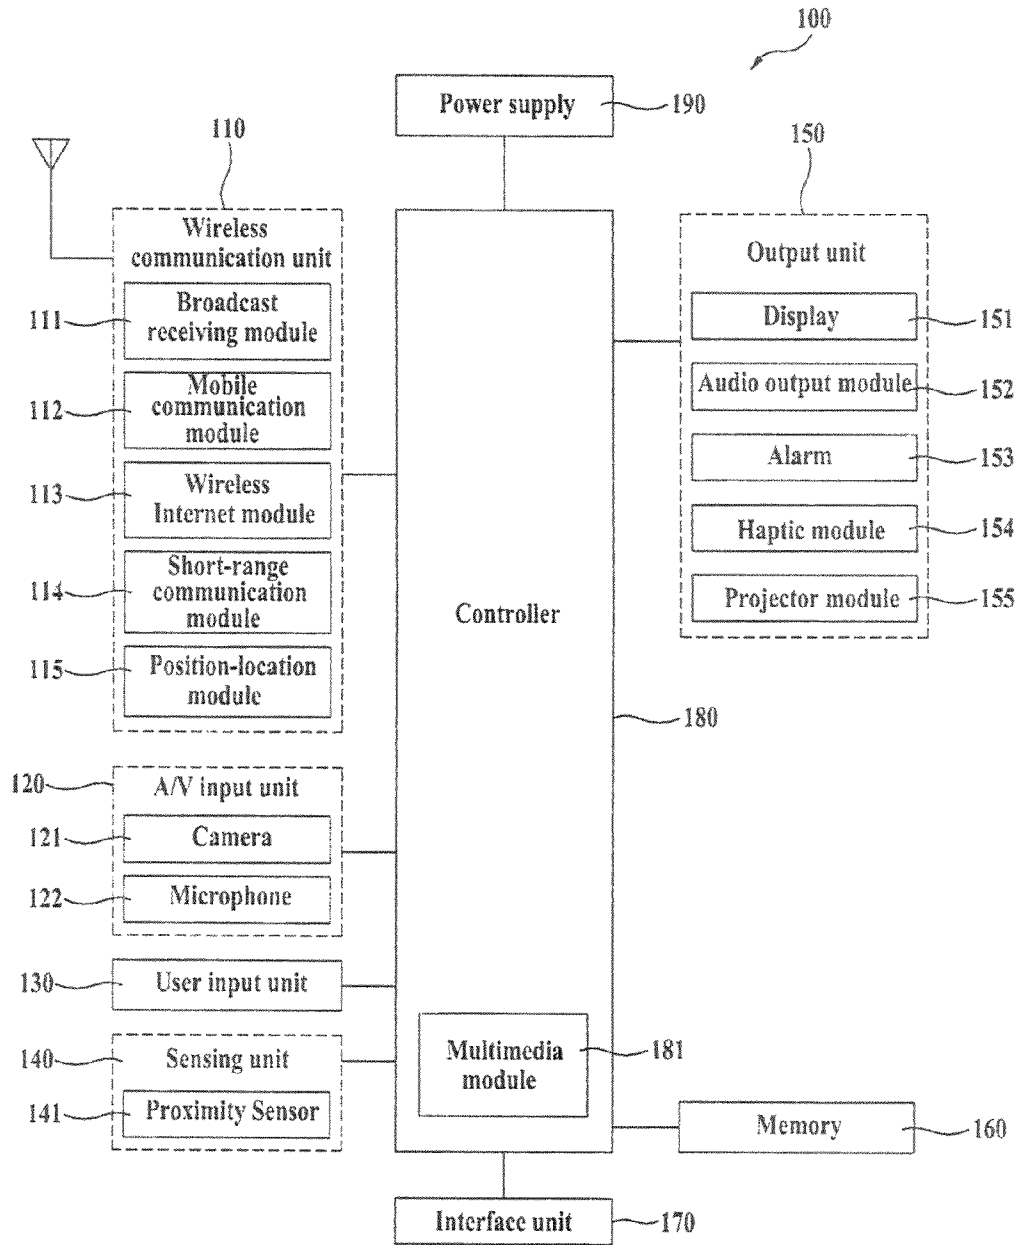 100
Power supply
190
110
150
Wireless
communication unit
Output unit
111
Broadcast
receiving module
Display
151
112
Mobile
communication
module
Audio output module
152
113
Wireless
Internet module
Alarm
153
114
Short-range
communication
module
Haptic module
154
Controller
Projector module
155
115
Position-location
module
180
120
A/V input unit
121
Camera
122
Microphone
130
User input unit
140
Sensing unit
141
Proximity Sensor
Multimedia
module
181
Memory
160
Interface unit
170